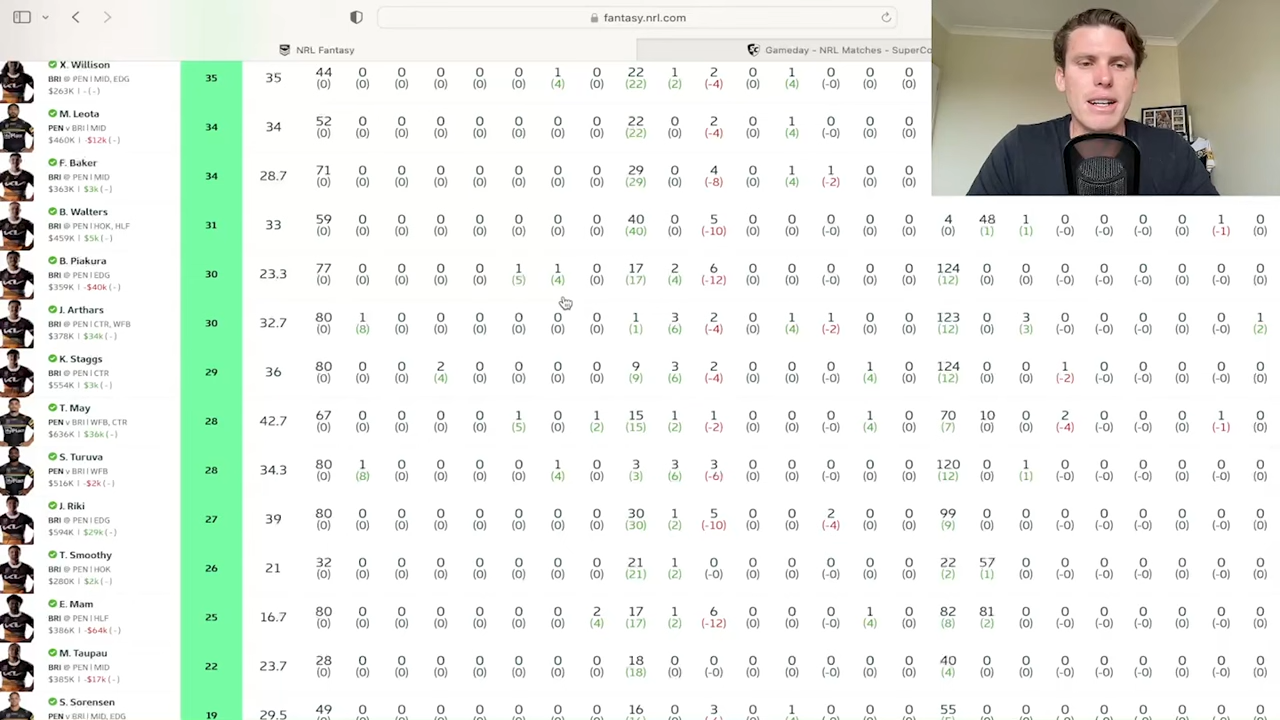 fantasy.nrl.com
NRL Fantasy
Gameday – NRL Matches – SuperCo
X. Willison 35 35 44 0 0 0 0 0 1 0 22 1 2 0 1 0 0
BRI @ PEN | MID, EDG (0) (0) (0) (0) (0) (0) (4) (0) (22) (2) (-4) (0) (4) (-0) (0)
$263K | - (-)
M. Leota 34 34 52 0 0 0 0 0 0 0 22 0 2 0 1 0 0
PEN v BRI | MID (0) (0) (0) (0) (0) (0) (0) (0) (22) (0) (-4) (0) (4) (-0) (0)
$460K | -$12k (-)
F. Baker 34 28.7 71 0 0 0 0 0 0 0 29 0 4 0 1 1 0
BRI @ PEN | MID (0) (0) (0) (0) (0) (0) (0) (0) (29) (0) (-8) (0) (4) (-2) (0)
$363K | $3k (-)
B. Walters 31 33 59 0 0 0 0 0 0 0 40 0 5 0 0 0 0 4 48 1 0 0 0 0 1 0
BRI @ PEN | HOK, HLF (0) (0) (0) (0) (0) (0) (0) (0) (40) (0) (-10) (0) (0) (-0) (0) (0) (1) (1) (-0) (-0) (-0) (0) (-1) (0)
$459K | $5k (-)
B. Piakura 30 23.3 77 0 0 0 0 1 1 0 17 2 6 0 0 0 0 0 124 0 0 0 0 0 0 0 0
BRI @ PEN | EDG (0) (0) (0) (0) (0) (5) (4) (0) (17) (4) (-12) (0) (0) (-0) (0) (0) (12) (0) (0) (-0) (-0) (-0) (0) (-0) (0)
$359K | -$40k (-)
J. Arthars 30 32.7 80 1 0 0 0 0 0 0 1 3 2 0 1 1 0 0 123 0 3 0 0 0 0 0 1
BRI @ PEN | CTR, WFB (0) (8) (0) (0) (0) (0) (0) (0) (1) (6) (-4) (0) (4) (-2) (0) (0) (12) (0) (3) (-0) (-0) (-0) (0) (-0) (2)
$378K | $34k (-)
K. Staggs 29 36 80 0 0 2 0 0 0 0 9 3 2 0 0 0 1 0 124 0 0 1 0 0 0 0 0
BRI @ PEN | CTR (0) (0) (0) (4) (0) (0) (0) (0) (9) (6) (-4) (0) (0) (-0) (4) (0) (12) (0) (0) (-2) (-0) (-0) (0) (-0) (0)
$554K | $3k (-)
T. May 28 42.7 67 0 0 0 0 1 0 1 15 1 1 0 0 0 1 0 70 10 0 2 0 0 0 1 0
PEN v BRI | WFB, CTR (0) (0) (0) (0) (0) (5) (0) (2) (15) (2) (-2) (0) (0) (-0) (4) (0) (7) (0) (0) (-4) (-0) (-0) (0) (-1) (0)
$636K | $36k (-)
S. Turuva 28 34.3 80 1 0 0 0 0 1 0 3 3 3 0 0 0 0 0 120 0 1 0 0 0 0 0 0
PEN v BRI | WFB (0) (8) (0) (0) (0) (0) (4) (0) (3) (6) (-6) (0) (0) (-0) (0) (0) (12) (0) (1) (-0) (-0) (-0) (0) (-0) (0)
$516K | -$2k (-)
J. Riki 27 39 80 0 0 0 0 0 0 0 30 1 5 0 0 2 0 0 99 0 0 0 0 0 0 0 0
BRI @ PEN | EDG (0) (0) (0) (0) (0) (0) (0) (0) (30) (2) (-10) (0) (0) (-4) (0) (0) (9) (0) (0) (-0) (-0) (-0) (0) (-0) (0)
$594K | $29k (-)
T. Smoothy 26 21 32 0 0 0 0 0 0 0 21 1 0 0 0 0 0 0 22 57 0 0 0 0 0 0 0
BRI @ PEN | HOK (0) (0) (0) (0) (0) (0) (0) (0) (21) (2) (-0) (0) (0) (-0) (0) (0) (2) (1) (0) (-0) (-0) (-0) (0) (-0) (0)
$280K | $2k (-)
E. Mam 25 16.7 80 0 0 0 0 0 0 2 17 1 6 0 0 0 1 0 82 81 0 0 0 0 0 0 0
BRI @ PEN | HLF (0) (0) (0) (0) (0) (0) (0) (4) (17) (2) (-12) (0) (0) (-0) (4) (0) (8) (2) (0) (-0) (-0) (-0) (0) (-0) (0)
$386K | -$64k (-)
M. Taupau 22 23.7 28 0 0 0 0 0 0 0 18 0 0 0 0 0 0 0 40 0 0 0 0 0 0 0 0
BRI @ PEN | MID (0) (0) (0) (0) (0) (0) (0) (0) (18) (0) (-0) (0) (0) (-0) (0) (0) (4) (0) (0) (-0) (-0) (-0) (0) (-0) (0)
$385K | -$17k (-)
S. Sorensen 19 29.5 49 0 0 0 0 0 0 0 16 0 3 0 1 0 0 0 55 0 0 0 0 0 0 0 0
PEN v BRI | MID, EDG